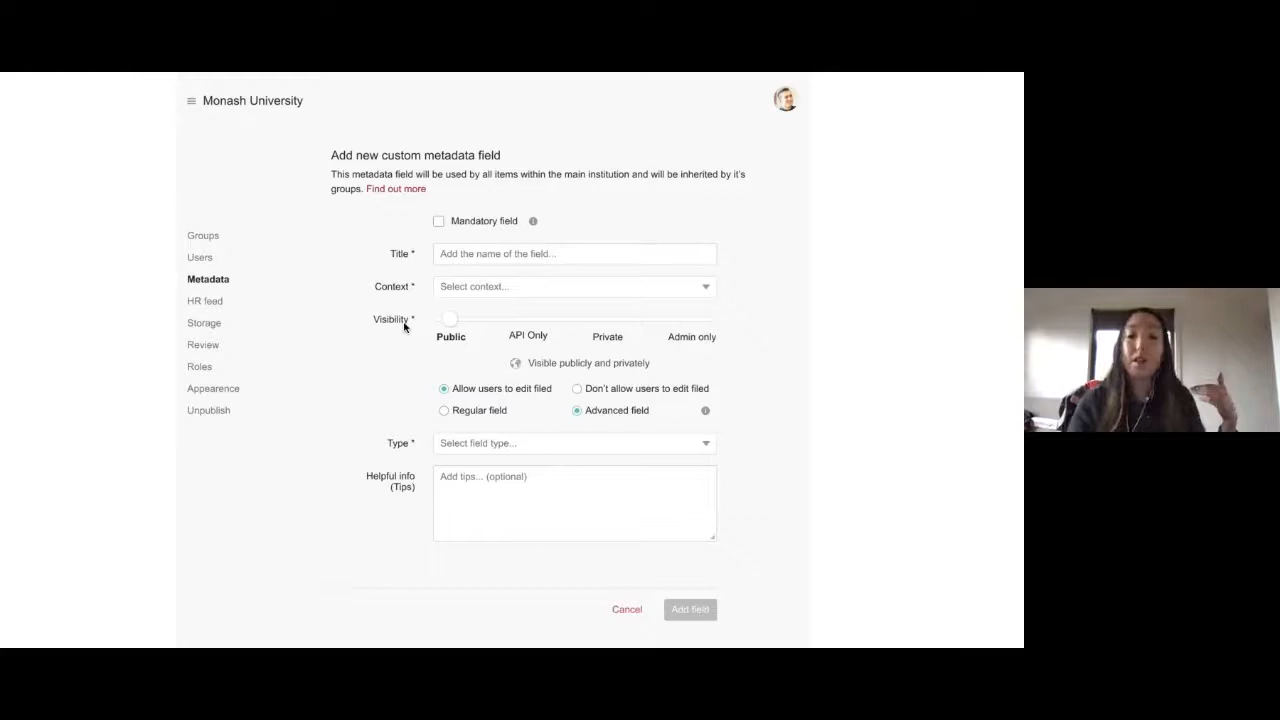 Monash University
Add new custom metadata field
This metadata field will be used by all items within the main institution and will be inherited by it's
groups. Find out more
Groups
Users
Metadata
HR feed
Storage
Review
Roles
Appearence
Unpublish
Mandatory field
Title *
Add the name of the field...
Context *
Select context...
Visibility *
Public
API Only
Private
Admin only
Visible publicly and privately
Allow users to edit filed
Don't allow users to edit filed
Regular field
Advanced field
Type *
Select field type...
Helpful info
(Tips)
Add tips... (optional)
Cancel
Add field